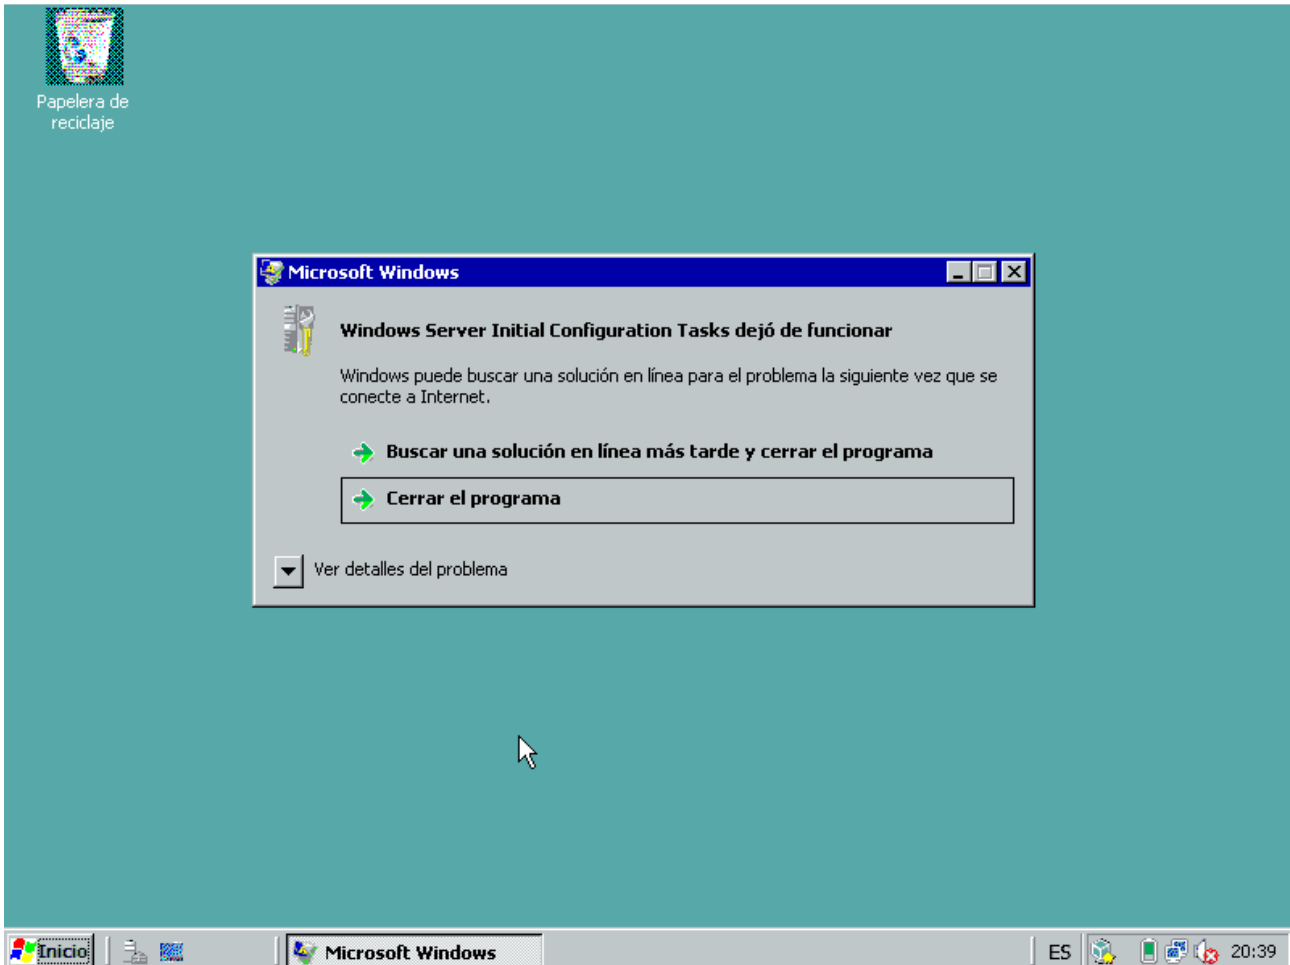 Papelera de
reciclaje
Microsoft Windows
Windows Server Initial Configuration Tasks dejó de funcionar
Windows puede buscar una solución en línea para el problema la siguiente vez que se
conecte a Internet.
Buscar una solución en línea más tarde y cerrar el programa
Cerrar el programa
Ver detalles del problema
Inicio
Microsoft Windows
ES
20:39